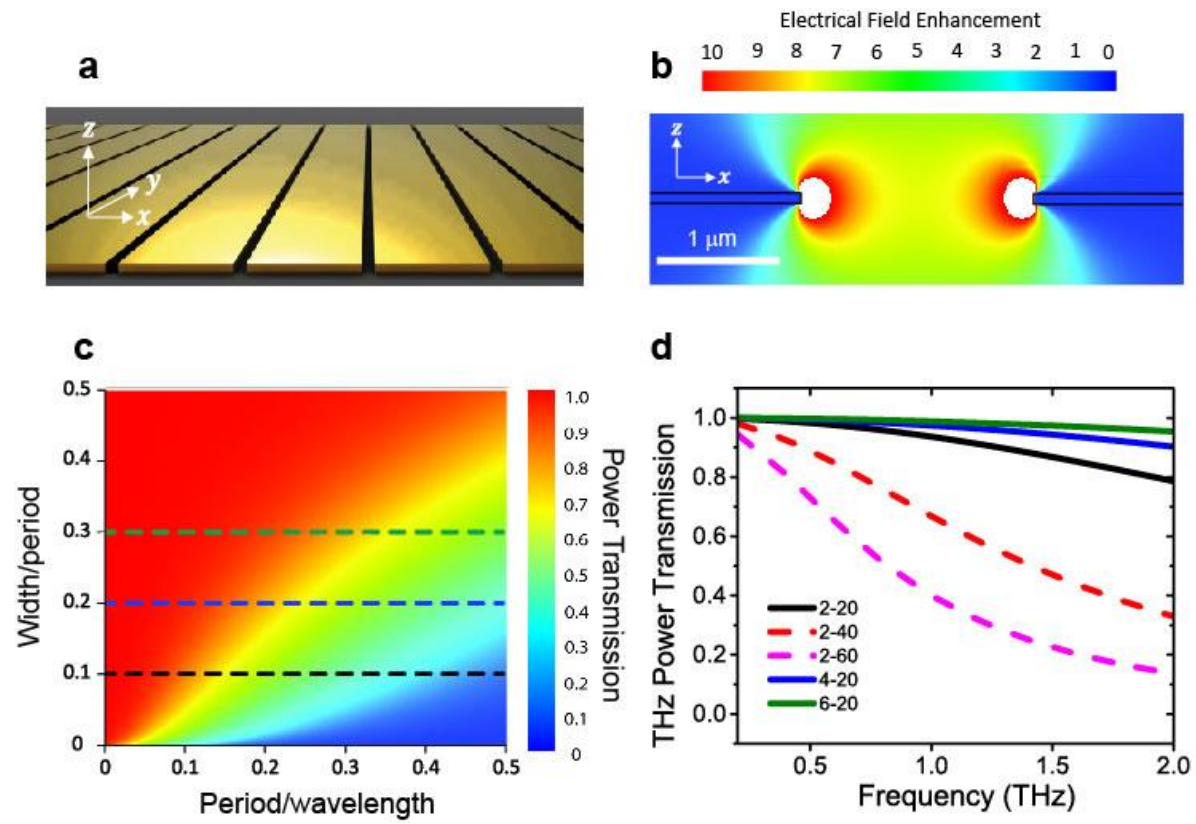 Electrical Field Enhancement
a
b
10 9 8 7 6 5 4 3 2 1 0
z
y
x
z
x
1 μm
c
d
0.5
0.4
0.3
0.2
0.1
0
0 0.1 0.2 0.3 0.4 0.5
Width/period
Period/wavelength
1.0
0.9
0.8
0.7
0.6
0.5
0.4
0.3
0.2
0.1
0
Power Transmission
THz Power Transmission
1.0
0.8
0.6
0.4
0.2
0.0
2-20
2-40
2-60
4-20
6-20
0.5 1.0 1.5 2.0
Frequency (THz)